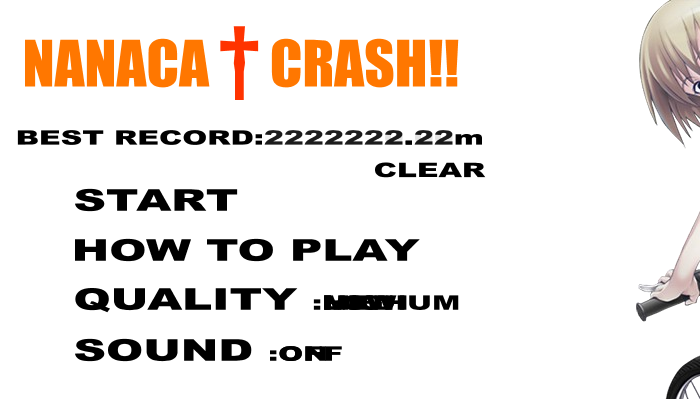 NANACA†CRASH!!
BEST RECORD:2222222.22m
CLEAR
START
HOW TO PLAY
QUALITY :
SOUND :